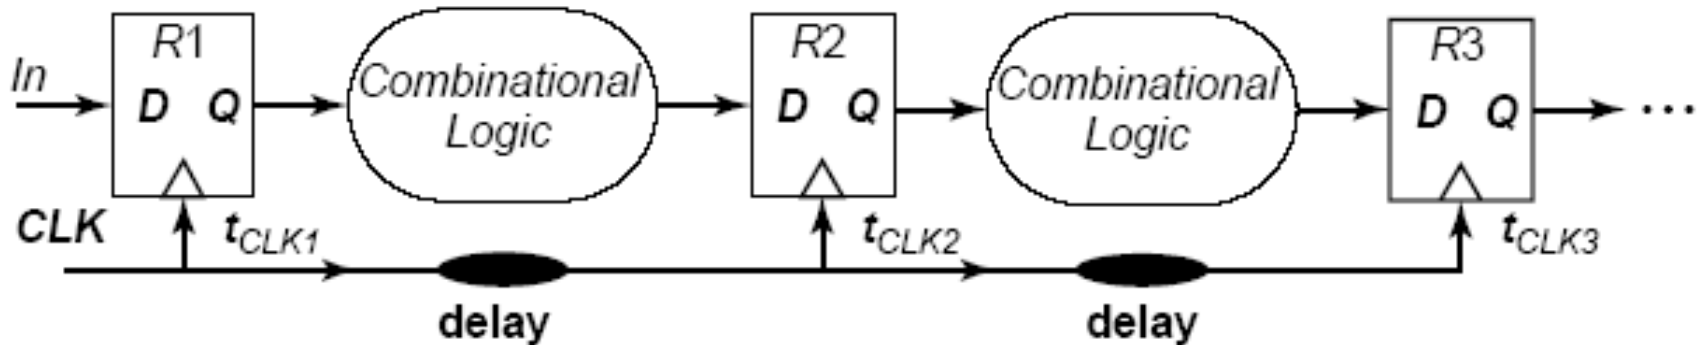 R1
R2
R3
In
D Q
Combinational
Logic
D Q
Combinational
Logic
D Q
...
CLK
tCLK1
tCLK2
tCLK3
delay
delay